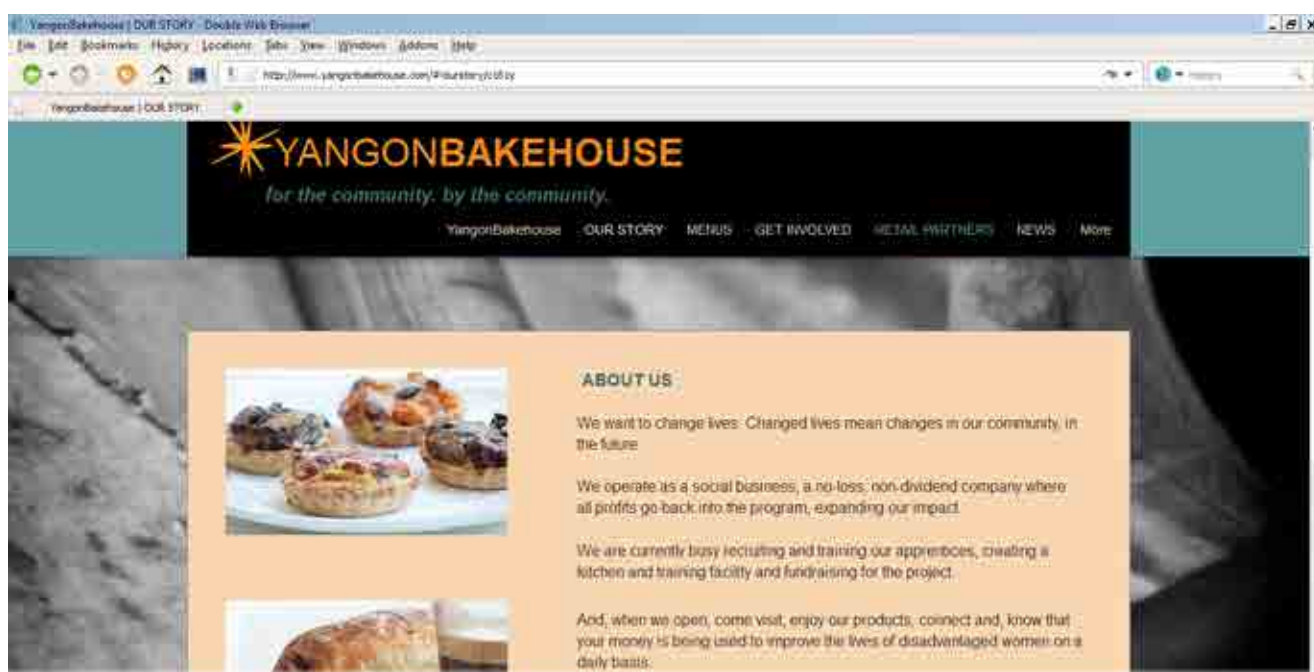 YangonBakehouse | OUR STORY - Dooble Web Browser
File Edit Bookmarks History Locations Tabs View Windows Addons Help
YangonBakehouse | OUR STORY
YANGONBAKEHOUSE
for the community. by the community.
YangonBakehouse OUR STORY MENUS GET INVOLVED RETAIL PARTNERS NEWS More
ABOUT US
We want to change lives. Changed lives mean changes in our community, in
the future
We operate as a social business, a no-loss, non-dividend company where
all profits go back into the program, expanding our impact
We are currently busy recruiting and training our apprentices, creating a
kitchen and training facility and fundraising for the project.
And, when we open, come visit, enjoy our products, connect and, know that
your money is being used to improve the lives of disadvantaged women on a
daily basis.